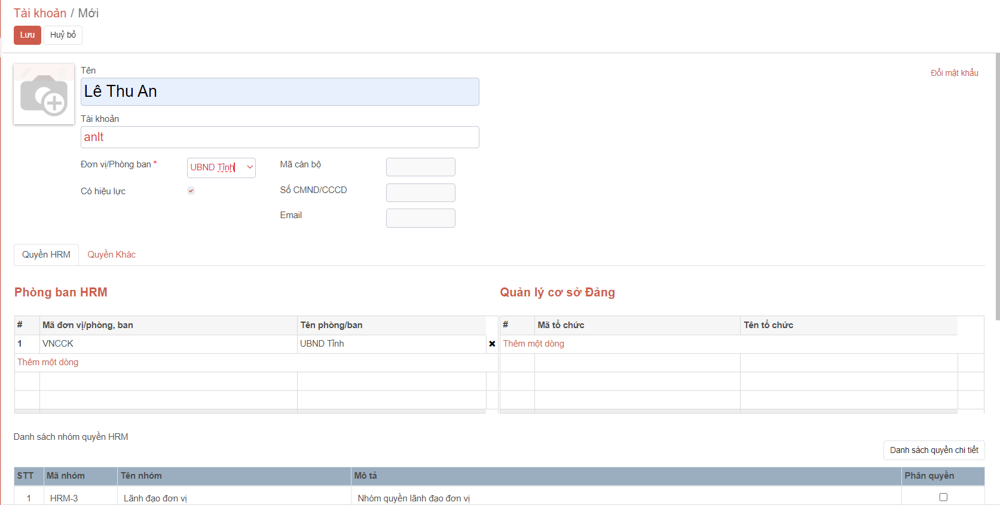 Tài khoản / Mới
Lưu Huỷ bỏ
Tên
Đổi mật khẩu
Lê Thu An
Tài khoản
anlt
Đơn vị/Phòng ban * UBND Tỉnh Mã cán bộ
Có hiệu lực Số CMND/CCCD
Email
Quyền HRM Quyền Khác
Phòng ban HRM Quản lý cơ sở Đảng
# Mã đơn vị/phòng, ban Tên phòng/ban # Mã tổ chức Tên tổ chức
1 VNCCK UBND Tỉnh Thêm một dòng
Thêm một dòng
Danh sách nhóm quyền HRM
Danh sách quyền chi tiết
STT Mã nhóm Tên nhóm Mô tả Phân quyền
1 HRM-3 Lãnh đạo đơn vị Nhóm quyền lãnh đạo đơn vị